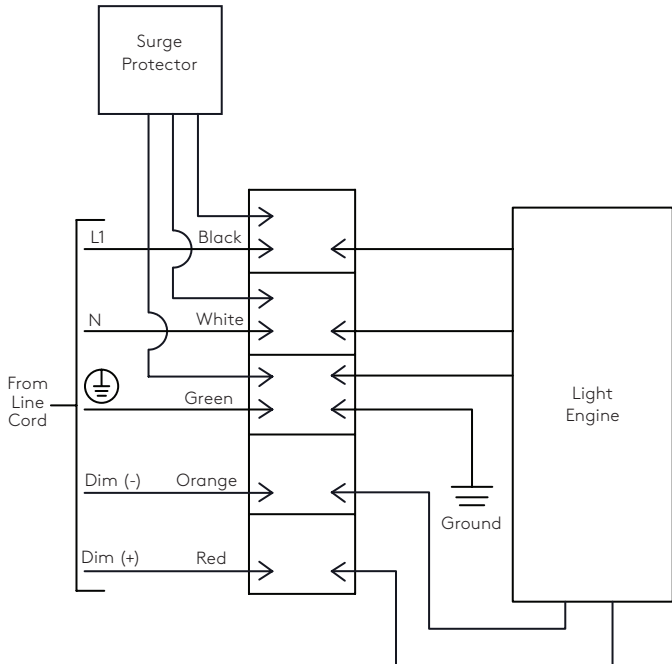 Surge
Protector
L1
Black
N
White
From
Line
Cord
Green
Light
Engine
Dim (-)
Orange
Ground
Dim (+)
Red